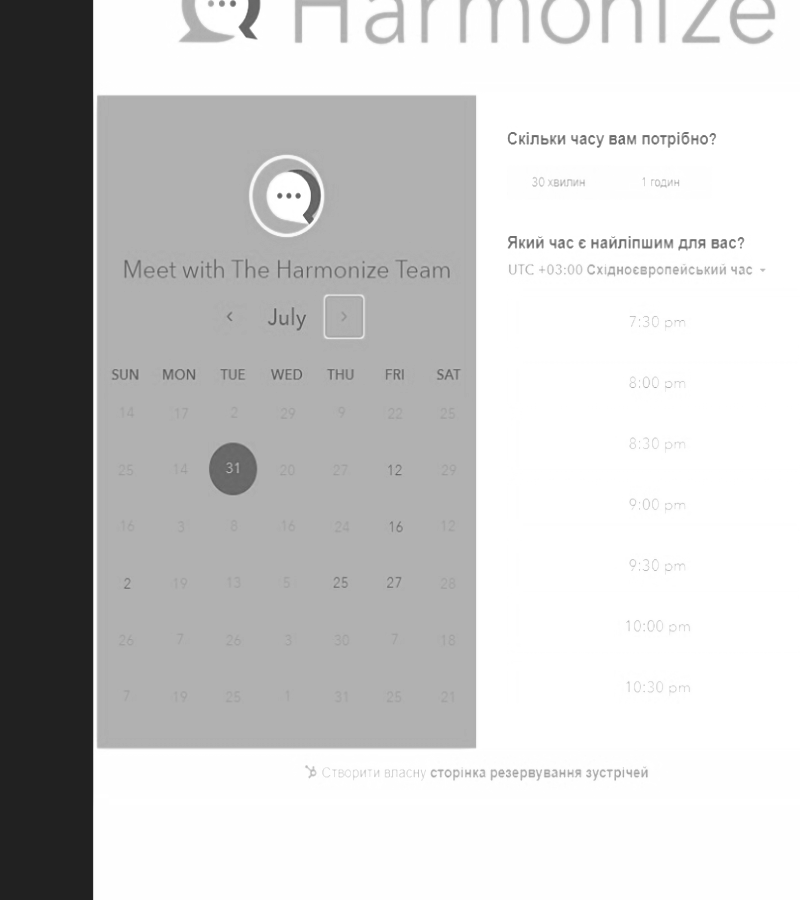 Harmonize
Meet with The Harmonize Team
July
SUN MON TUE WED THU FRI SAT
14 17 2 29 9 22 25
25 14 31 20 27 12 29
16 3 8 16 24 16 12
2 19 13 5 25 27 28
26 7 26 3 30 7 18
7 19 25 1 31 25 21
Скільки часу вам потрібно?
30 хвилин 1 годин
Який час є найліпшим для вас?
UTC +03:00 Східноєвропейський час
7:30 pm
8:00 pm
8:30 pm
9:00 pm
9:30 pm
10:00 pm
10:30 pm
Створити власну сторінка резервування зустрічей